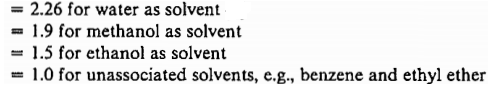 = 2.26 for water as solvent
= 1.9 for methanol as solvent
= 1.5 for ethanol as solvent
= 1.0 for unassociated solvents, e.g., benzene and ethyl ether